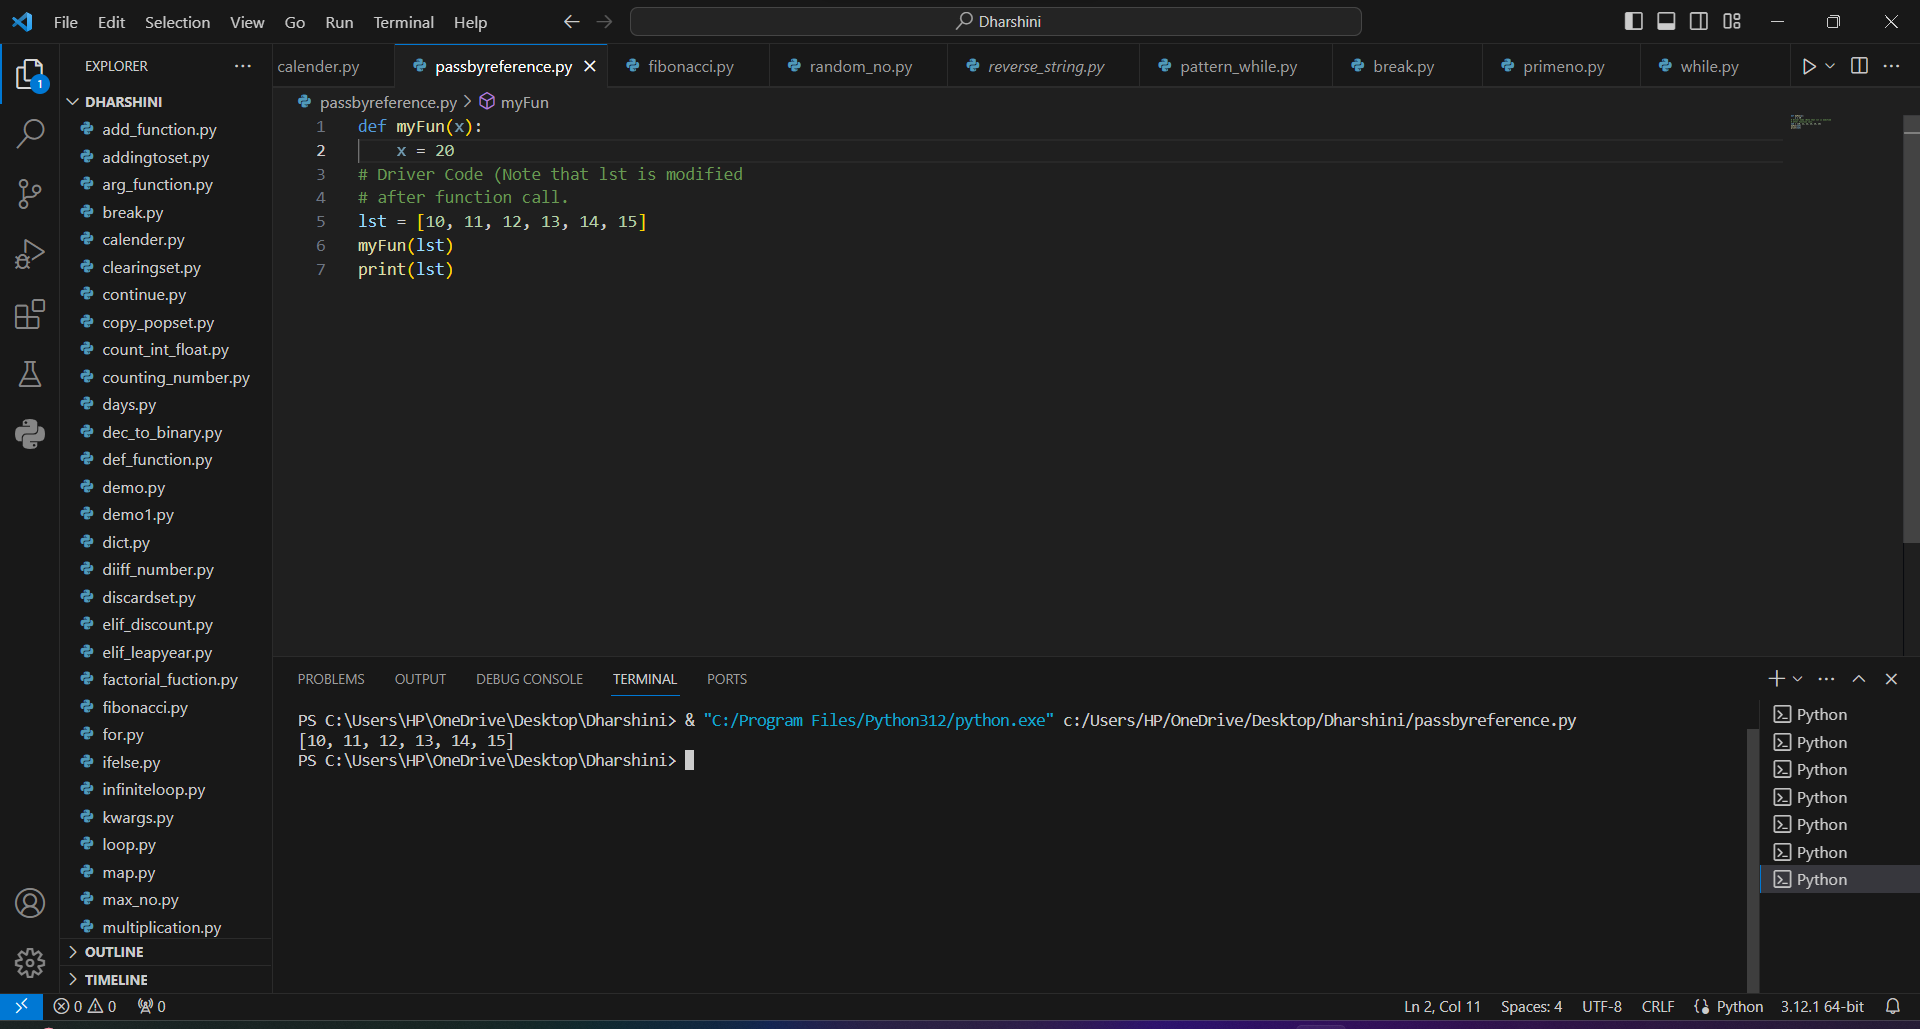 File Edit Selection View Go Run Terminal Help Dharshini
EXPLORER
1
DHARSHINI
add_function.py
addingtoset.py
arg_function.py
break.py
calender.py
clearingset.py
continue.py
copy_popset.py
count_int_float.py
counting_number.py
days.py
dec_to_binary.py
def_function.py
demo.py
demo1.py
dict.py
diiff_number.py
discardset.py
elif_discount.py
elif_leapyear.py
factorial_fuction.py
fibonacci.py
for.py
ifelse.py
infiniteloop.py
kwargs.py
loop.py
map.py
max_no.py
multiplication.py
OUTLINE
TIMELINE
calender.py passbyreference.py fibonacci.py random_no.py reverse_string.py pattern_while.py break.py primeno.py while.py
passbyreference.py > myFun
1 def myFun(x):
2 x = 20
3 # Driver Code (Note that lst is modified
4 # after function call.
5 lst = [10, 11, 12, 13, 14, 15]
6 myFun(lst)
7 print(lst)
PROBLEMS OUTPUT DEBUG CONSOLE TERMINAL PORTS
PS C:\Users\HP\OneDrive\Desktop\Dharshini> & "C:/Program Files/Python312/python.exe" c:/Users/HP/OneDrive/Desktop/Dharshini/passbyreference.py
[10, 11, 12, 13, 14, 15]
PS C:\Users\HP\OneDrive\Desktop\Dharshini>
Python
Python
Python
Python
Python
Python
Python
0 0 0 Ln 2, Col 11 Spaces: 4 UTF-8 CRLF Python 3.12.1 64-bit